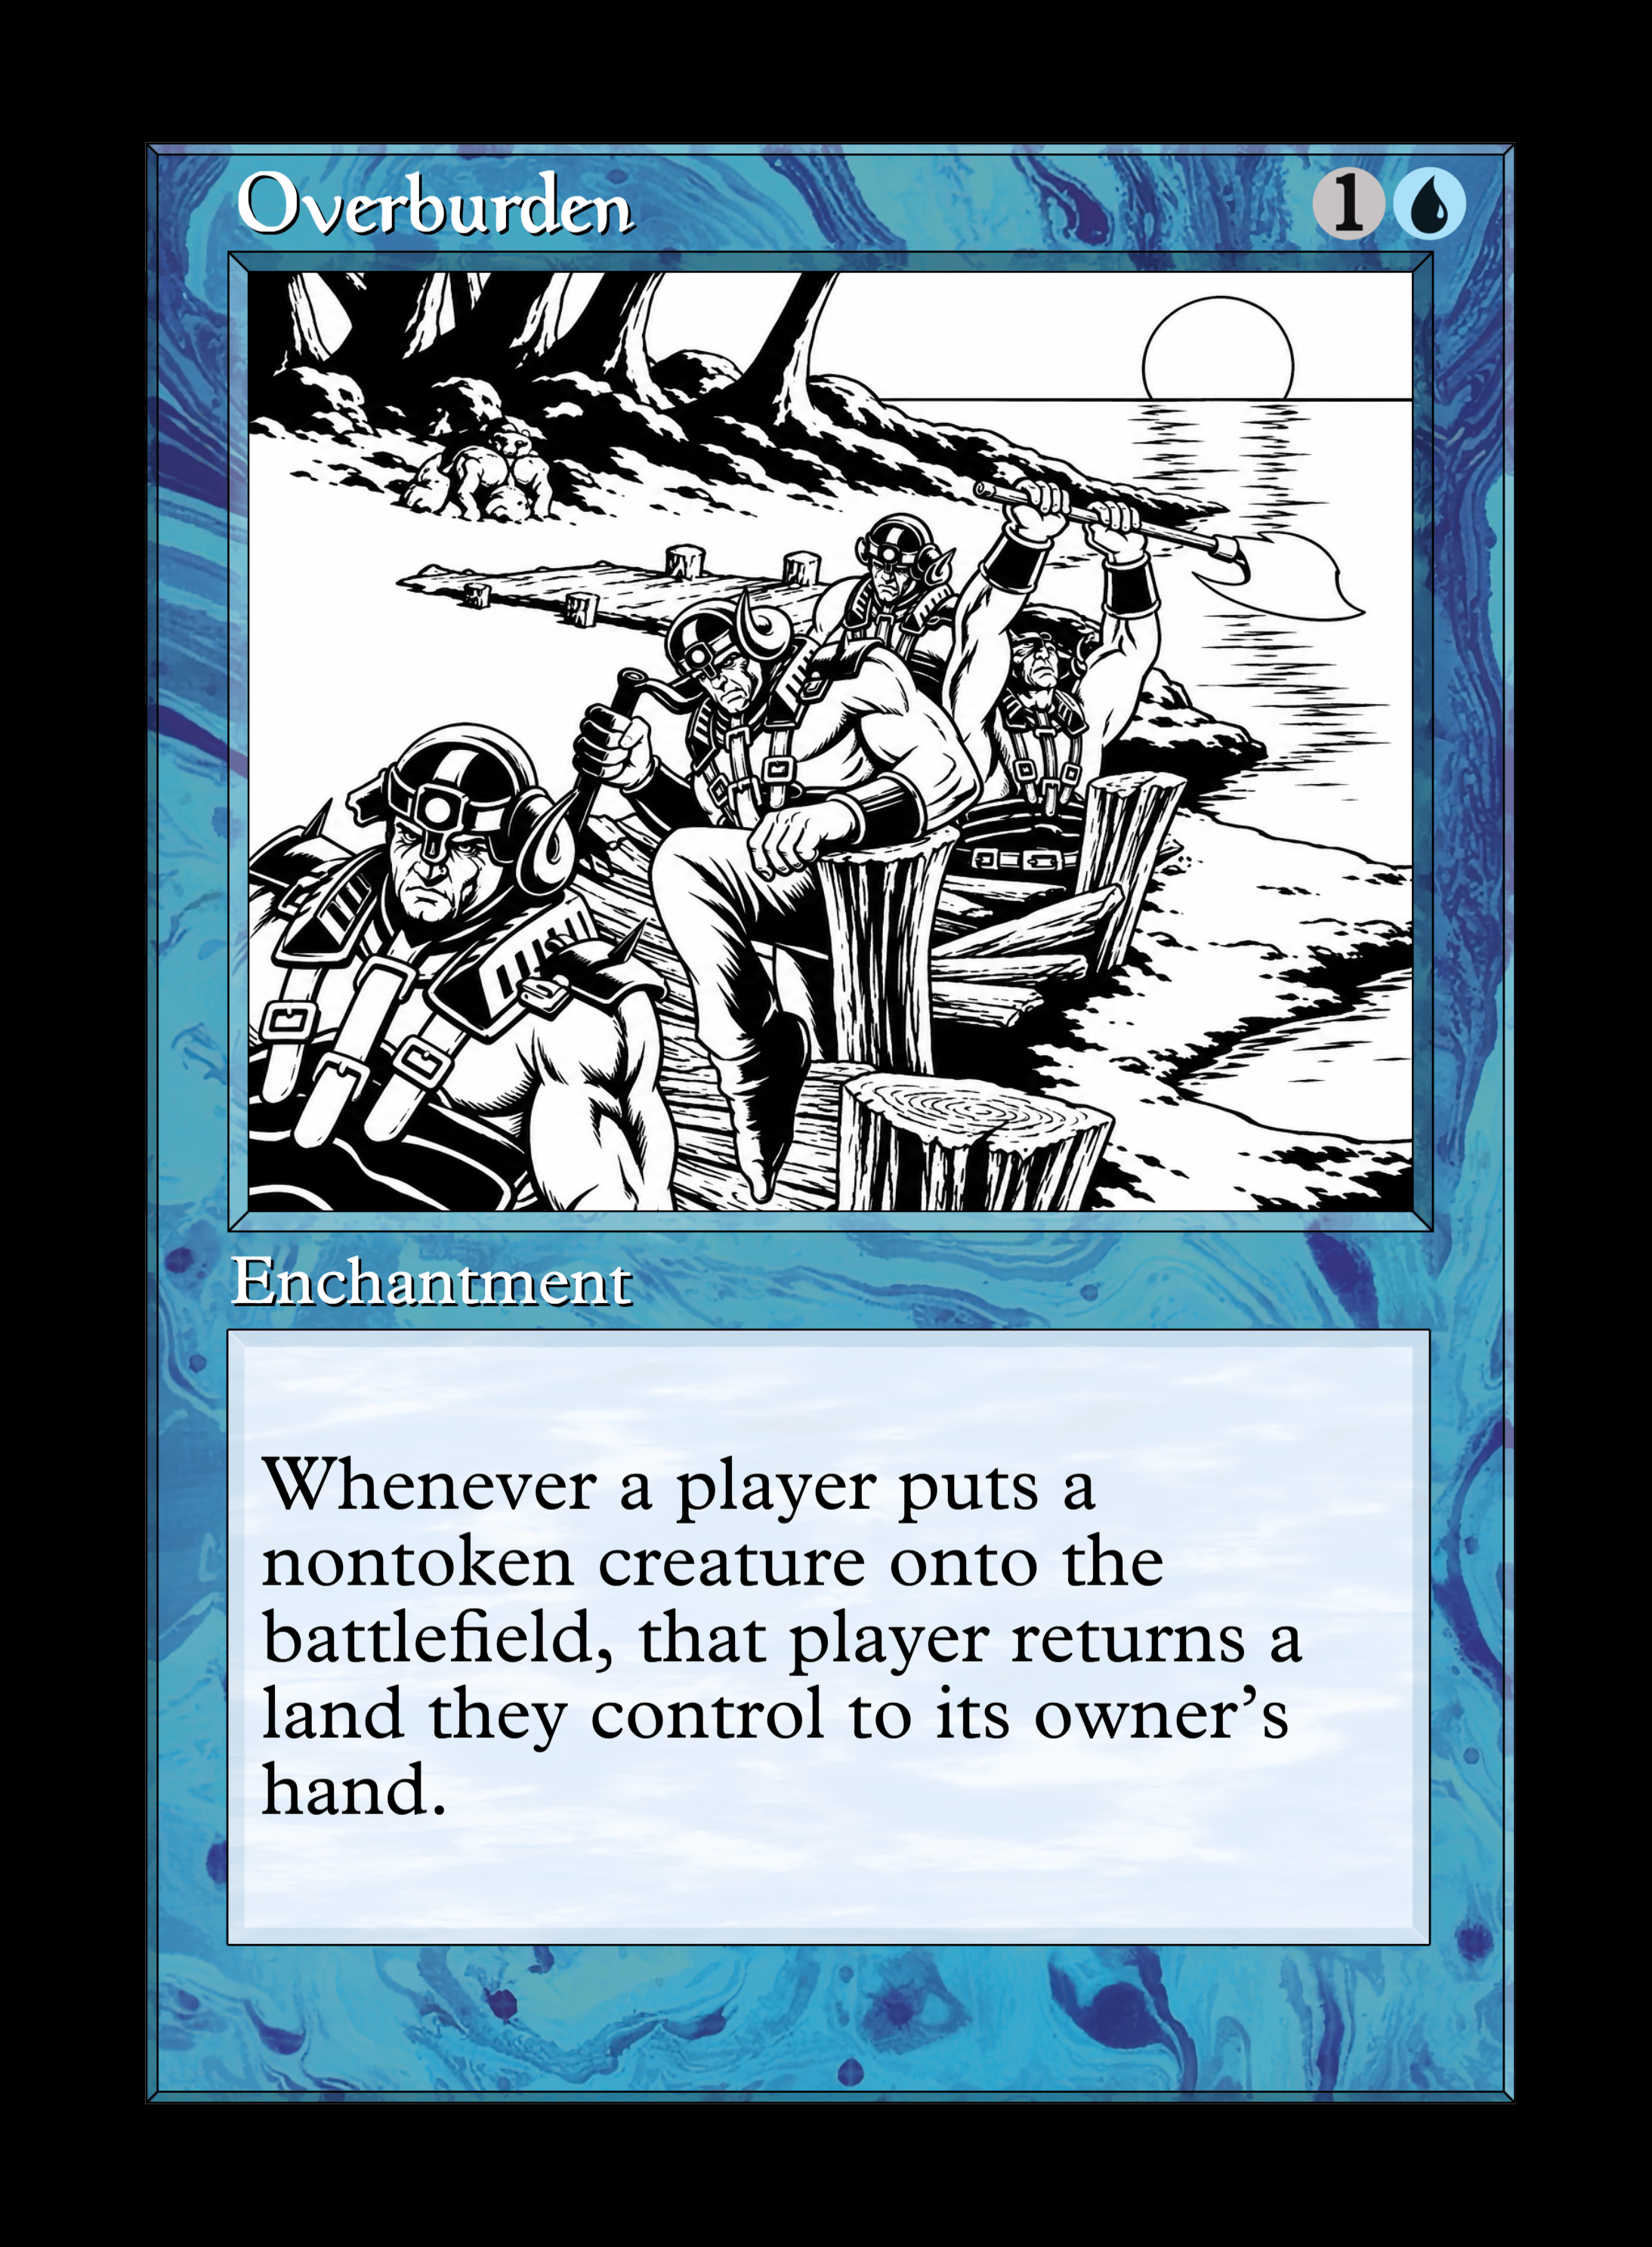 Overburden 1
Enchantment
Whenever a player puts a
nontoken creature onto the
battlefield, that player returns a
land they control to its owner’s
hand.